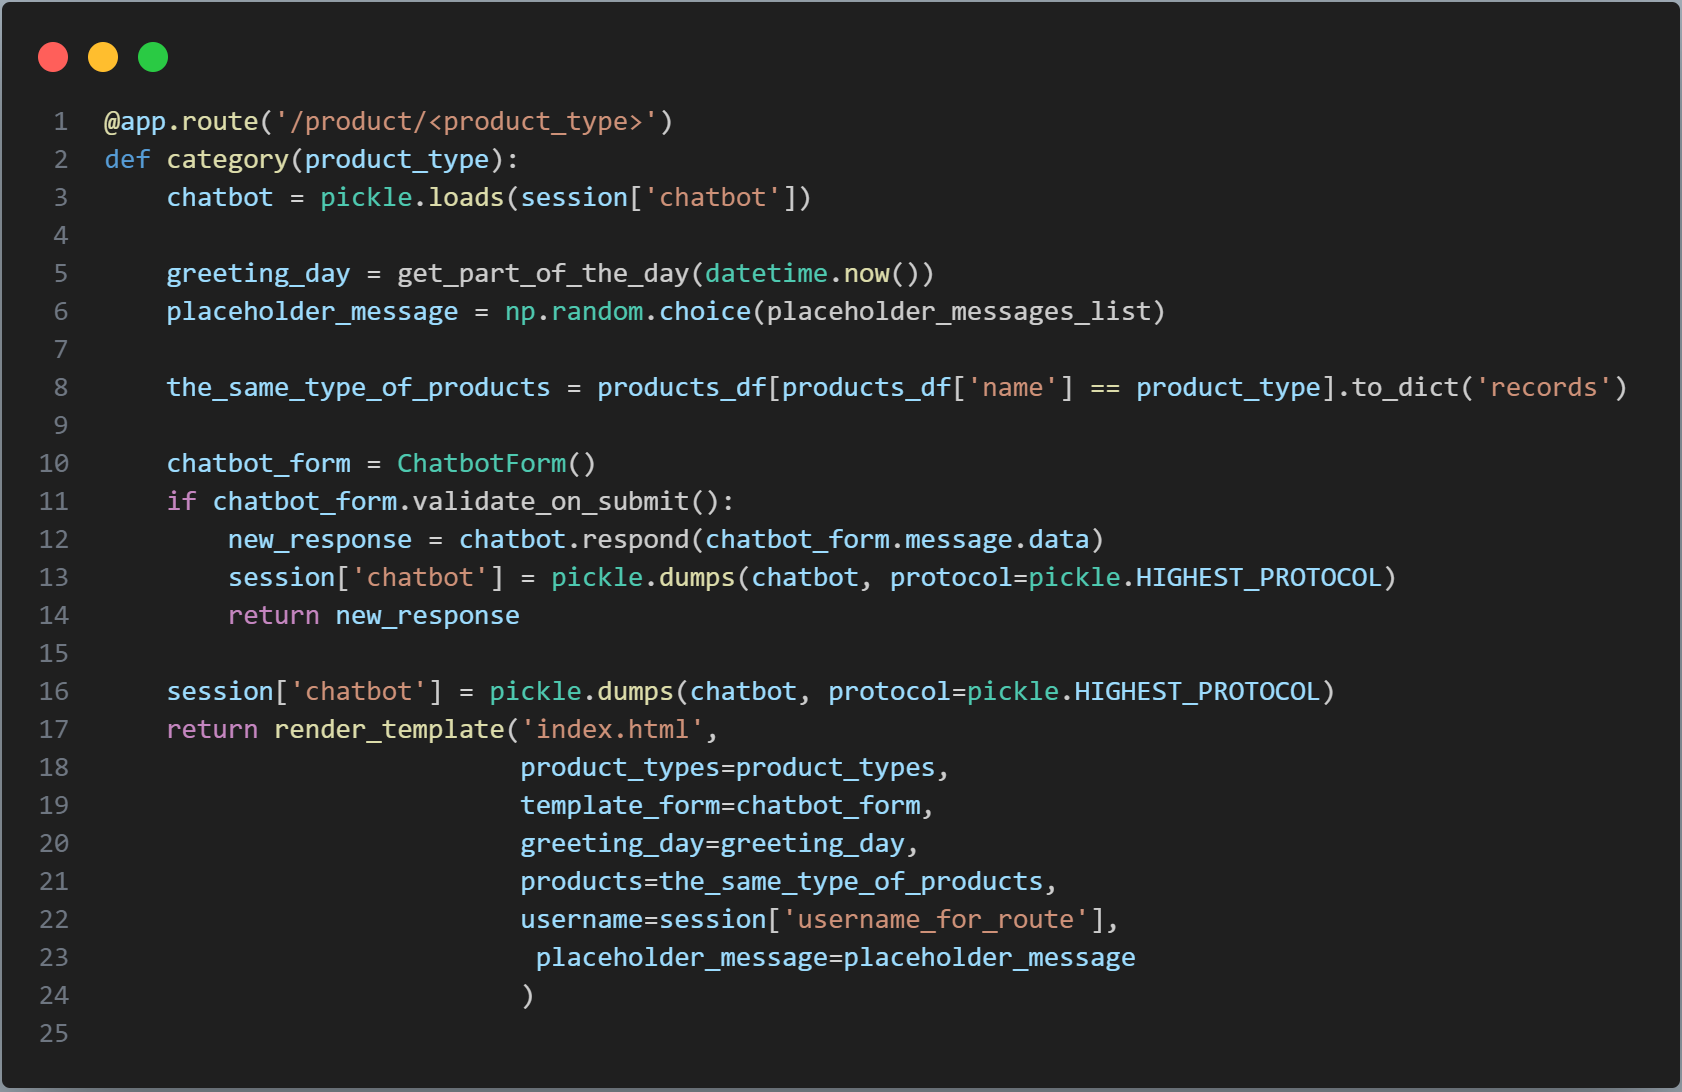 1 @app.route('/product/<product_type>')
2 def category(product_type):
3     chatbot = pickle.loads(session['chatbot'])
4
5     greeting_day = get_part_of_the_day(datetime.now())
6     placeholder_message = np.random.choice(placeholder_messages_list)
7
8     the_same_type_of_products = products_df[products_df['name'] == product_type].to_dict('records')
9
10     chatbot_form = ChatbotForm()
11     if chatbot_form.validate_on_submit():
12         new_response = chatbot.respond(chatbot_form.message.data)
13         session['chatbot'] = pickle.dumps(chatbot, protocol=pickle.HIGHEST_PROTOCOL)
14         return new_response
15
16     session['chatbot'] = pickle.dumps(chatbot, protocol=pickle.HIGHEST_PROTOCOL)
17     return render_template('index.html',
18                            product_types=product_types,
19                            template_form=chatbot_form,
20                            greeting_day=greeting_day,
21                            products=the_same_type_of_products,
22                            username=session['username_for_route'],
23                             placeholder_message=placeholder_message
24                            )
25